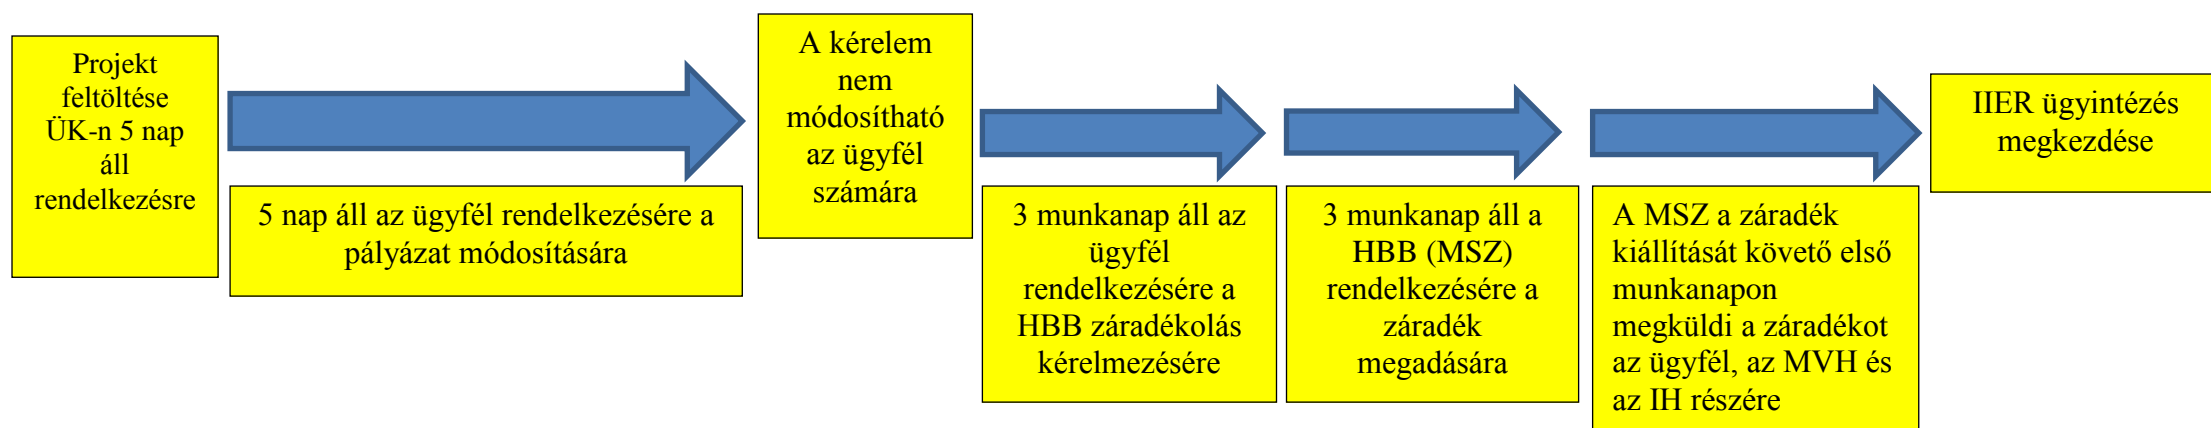 Projekt
feltöltése
ÜK-n 5 nap
áll
rendelkezésre
5 nap áll az ügyfél rendelkezésére a
pályázat módosítására
A kérelem
nem
módosítható
az ügyfél
számára
3 munkanap áll az
ügyfél
rendelkezésére a
HBB záradékolás
kérelmezésére
3 munkanap áll a
HBB (MSZ)
rendelkezésére a
záradék
megadására
A MSZ a záradék
kiállítását követő első
munkanapon
megküldi a záradékot
az ügyfél, az MVH és
az IH részére
IIER ügyintézés
megkezdése